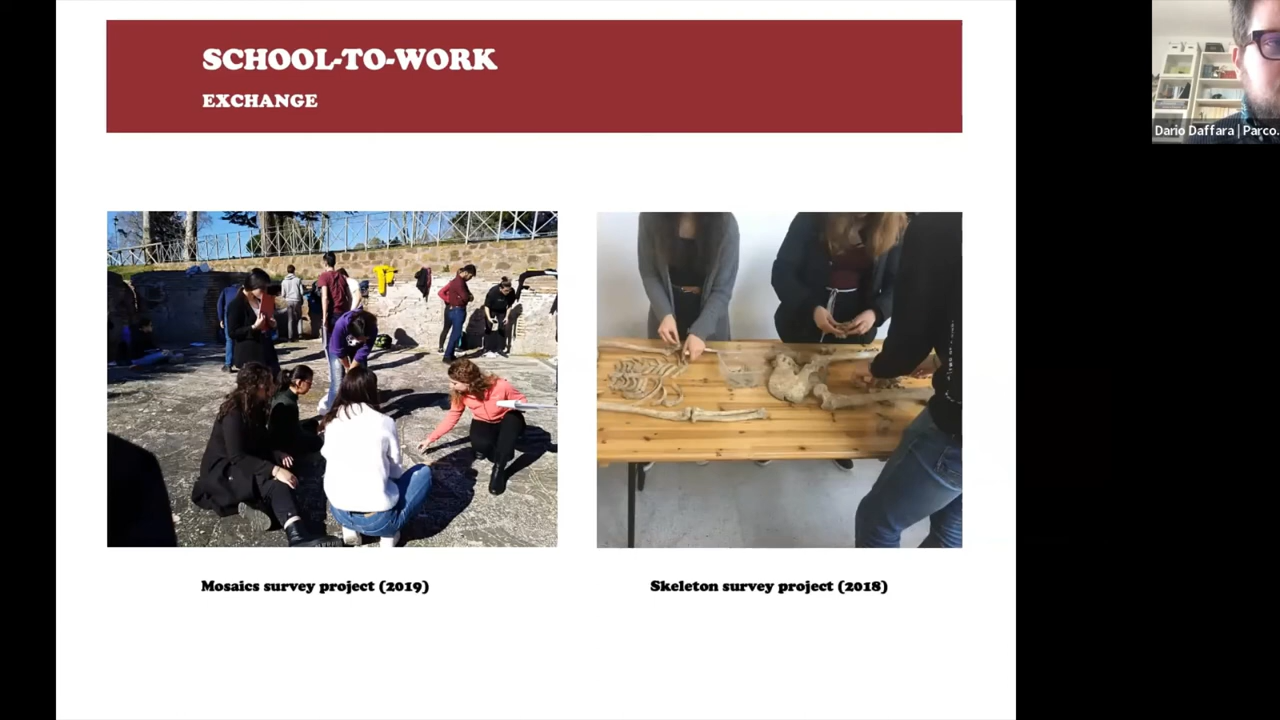 SCHOOL-TO-WORK
EXCHANGE
Dario Daffara | Parco.
Mosaics survey project (2019)
Skeleton survey project (2018)